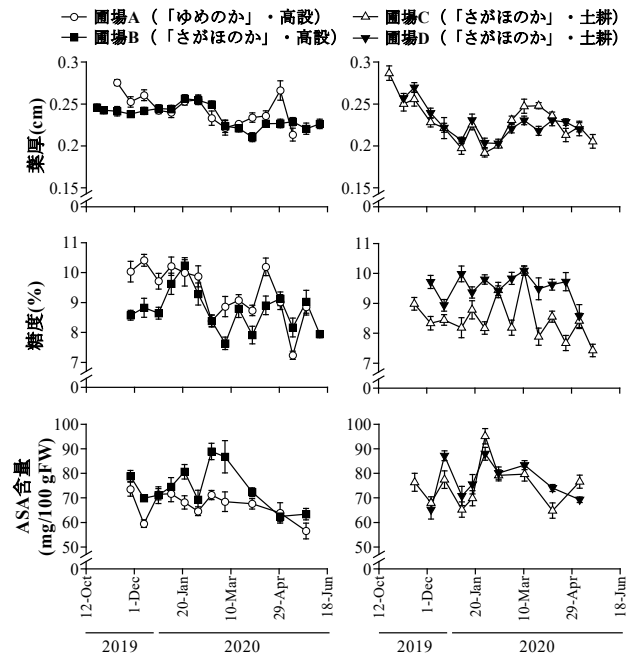 圃場A(「ゆめのか」・高設)
圃場B(「さがほのか」・高設)
圃場C(「さがほのか」・土耕)
圃場D(「さがほのか」・土耕)
葉厚(cm)
0.3
0.25
0.2
0.15
0
0.3
0.25
0.2
0.15
0
糖度(%)
11
10
9
8
7
0
11
10
9
8
7
0
ASA含量
(mg/100 gFW)
100
90
80
70
60
50
0
100
90
80
70
60
50
0
12-Oct
1-Dec
20-Jan
10-Mar
29-Apr
18-Jun
12-Oct
1-Dec
20-Jan
10-Mar
29-Apr
18-Jun
2019
2020
2019
2020